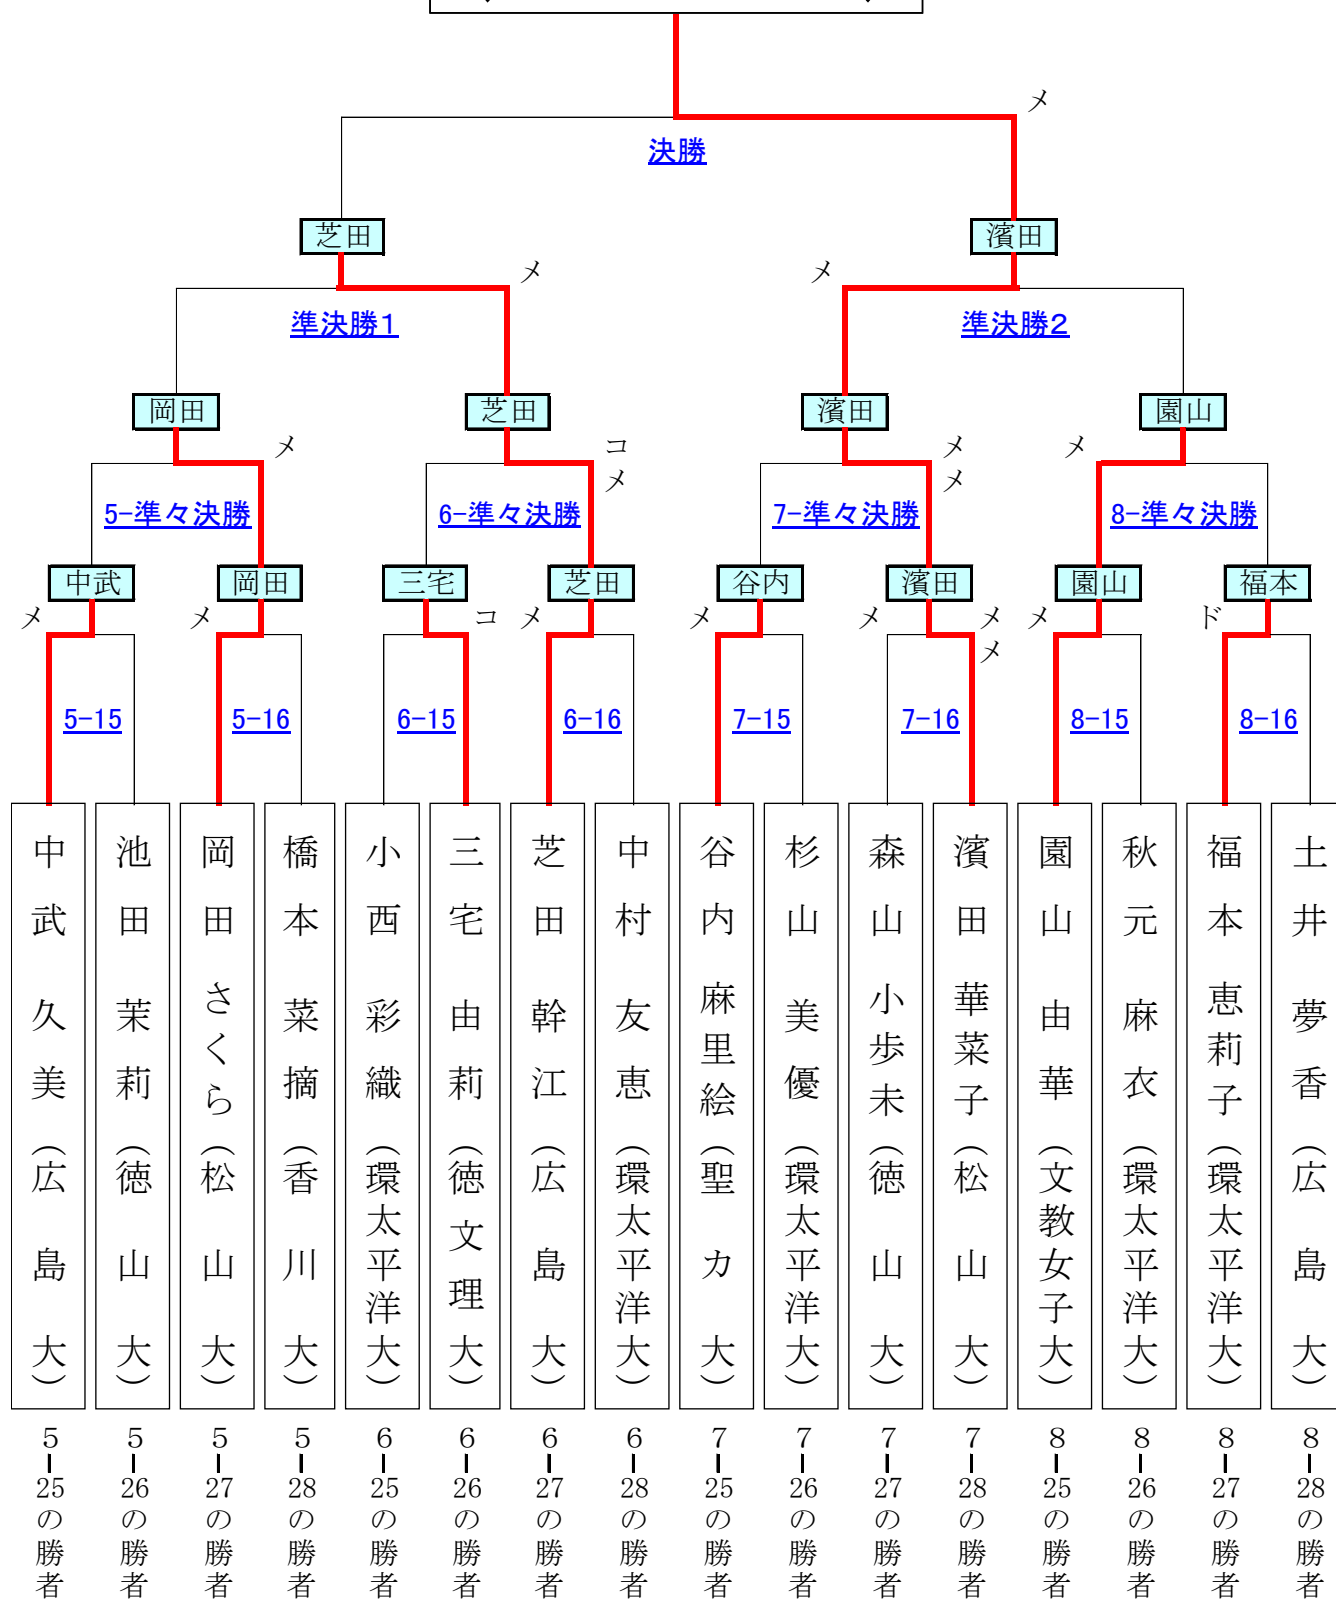 メ
決勝
芝田
濱田
メ
メ
準決勝1
準決勝2
岡田
芝田
濱田
園山
メ
コ
メ
メ
メ
メ
5-準々決勝
6-準々決勝
7-準々決勝
8-準々決勝
中武
岡田
三宅
芝田
谷内
濱田
園山
福本
メ
メ
コ
メ
メ
メ
メ
メ
メ
ド
5-15
5-16
6-15
6-16
7-15
7-16
8-15
8-16
中武 久美 (広島大)
池田 茉莉 (徳山大)
岡田 さくら (松山大)
橋本 菜摘 (香川大)
小西 彩織 (環太平洋大)
三宅 由莉 (徳文理大)
芝田 幹江 (広島大)
中村 友恵 (環太平洋大)
谷内 麻里絵 (聖カ大)
杉山 美優 (環太平洋大)
森山 小歩未 (徳山大)
濱田 華菜子 (松山大)
園山 由華 (文教女子大)
秋元 麻衣 (環太平洋大)
福本 恵莉子 (環太平洋大)
土井 夢香 (広島大)
5-25の勝者
5-26の勝者
5-27の勝者
5-28の勝者
6-25の勝者
6-26の勝者
6-27の勝者
6-28の勝者
7-25の勝者
7-26の勝者
7-27の勝者
7-28の勝者
8-25の勝者
8-26の勝者
8-27の勝者
8-28の勝者